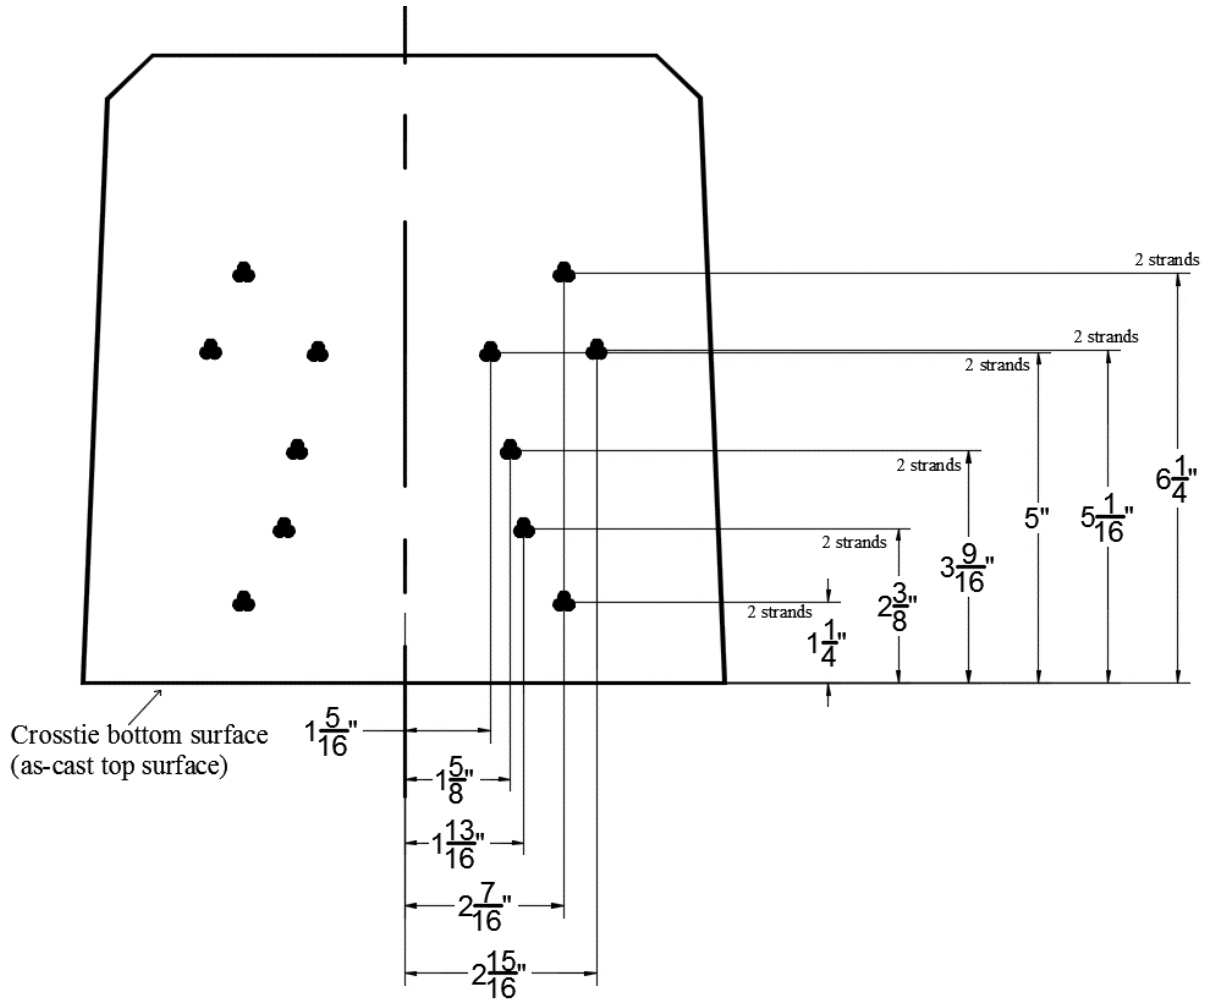 2 strands
2 strands
2 strands
2 strands
2 strands
2 strands
6 1/4"
5 1/16"
5"
3 9/16"
2 3/8"
1 1/4"
Crosstie bottom surface
(as-cast top surface)
1 5/16"
1 5/8"
1 13/16"
2 7/16"
2 15/16"